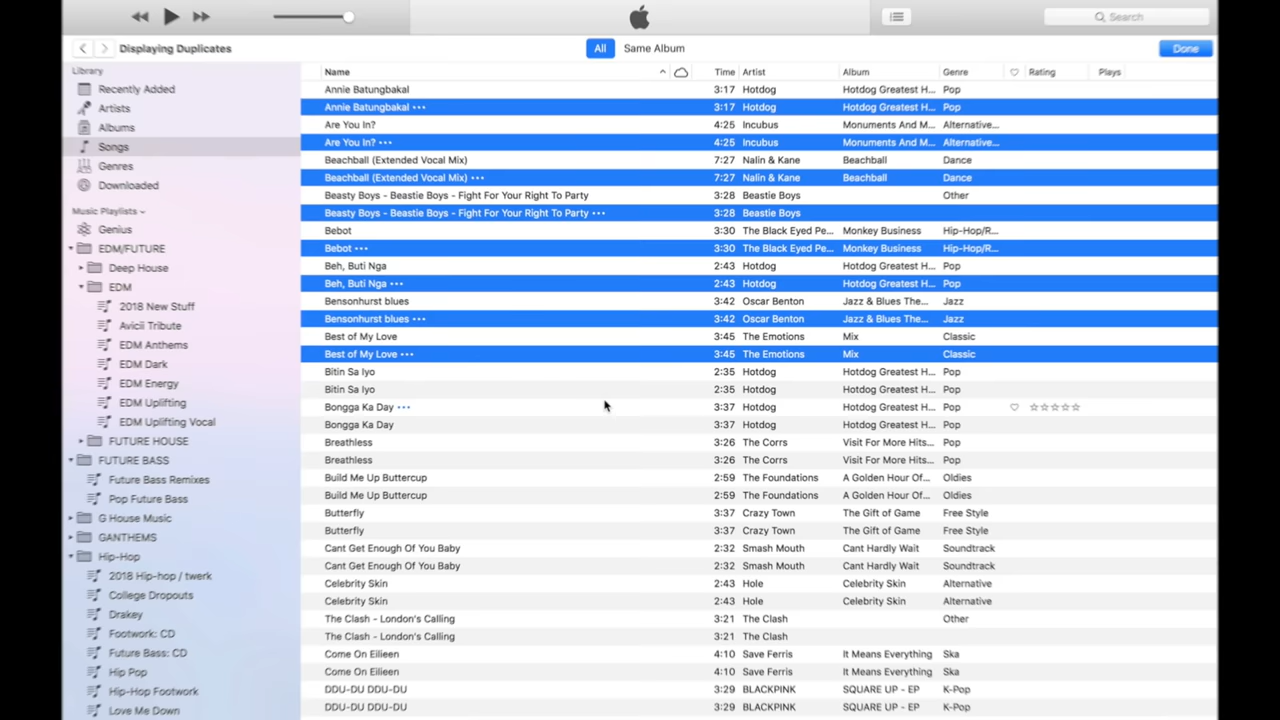 Search
Displaying Duplicates All Same Album Done
Library
Recently Added
Artists
Albums
Songs
Genres
Downloaded
Music Playlists
Genius
EDM/FUTURE
Deep House
EDM
2018 New Stuff
Avicii Tribute
EDM Anthems
EDM Dark
EDM Energy
EDM Uplifting
EDM Uplifting Vocal
FUTURE HOUSE
FUTURE BASS
Future Bass Remixes
Pop Future Bass
G House Music
GANTHEMS
Hip-Hop
2018 Hip-hop / twerk
College Dropouts
Drakey
Footwork: CD
Future Bass: CD
Hip Pop
Hip-Hop Footwork
Love Me Down
Name Time Artist Album Genre Rating Plays
Annie Batungbakal 3:17 Hotdog Hotdog Greatest H... Pop
Annie Batungbakal ••• 3:17 Hotdog Hotdog Greatest H... Pop
Are You In? 4:25 Incubus Monuments And M... Alternative...
Are You In? ••• 4:25 Incubus Monuments And M... Alternative...
Beachball (Extended Vocal Mix) 7:27 Nalin & Kane Beachball Dance
Beachball (Extended Vocal Mix) ••• 7:27 Nalin & Kane Beachball Dance
Beasty Boys - Beastie Boys - Fight For Your Right To Party 3:28 Beastie Boys Other
Beasty Boys - Beastie Boys - Fight For Your Right To Party ••• 3:28 Beastie Boys
Bebot 3:30 The Black Eyed Pe... Monkey Business Hip-Hop/R...
Bebot ••• 3:30 The Black Eyed Pe... Monkey Business Hip-Hop/R...
Beh, Buti Nga 2:43 Hotdog Hotdog Greatest H... Pop
Beh, Buti Nga ••• 2:43 Hotdog Hotdog Greatest H... Pop
Bensonhurst blues 3:42 Oscar Benton Jazz & Blues The... Jazz
Bensonhurst blues ••• 3:42 Oscar Benton Jazz & Blues The... Jazz
Best of My Love 3:45 The Emotions Mix Classic
Best of My Love ••• 3:45 The Emotions Mix Classic
Bitin Sa Iyo 2:35 Hotdog Hotdog Greatest H... Pop
Bitin Sa Iyo 2:35 Hotdog Hotdog Greatest H... Pop
Bongga Ka Day ••• 3:37 Hotdog Hotdog Greatest H... Pop
Bongga Ka Day 3:37 Hotdog Hotdog Greatest H... Pop
Breathless 3:26 The Corrs Visit For More Hits... Pop
Breathless 3:26 The Corrs Visit For More Hits... Pop
Build Me Up Buttercup 2:59 The Foundations A Golden Hour Of... Oldies
Build Me Up Buttercup 2:59 The Foundations A Golden Hour Of... Oldies
Butterfly 3:37 Crazy Town The Gift of Game Free Style
Butterfly 3:37 Crazy Town The Gift of Game Free Style
Cant Get Enough Of You Baby 2:32 Smash Mouth Cant Hardly Wait Soundtrack
Cant Get Enough Of You Baby 2:32 Smash Mouth Cant Hardly Wait Soundtrack
Celebrity Skin 2:43 Hole Celebrity Skin Alternative
Celebrity Skin 2:43 Hole Celebrity Skin Alternative
The Clash - London's Calling 3:21 The Clash Other
The Clash - London's Calling 3:21 The Clash
Come On Eilieen 4:10 Save Ferris It Means Everything Ska
Come On Eilieen 4:10 Save Ferris It Means Everything Ska
DDU-DU DDU-DU 3:29 BLACKPINK SQUARE UP - EP K-Pop
DDU-DU DDU-DU 3:29 BLACKPINK SQUARE UP - EP K-Pop